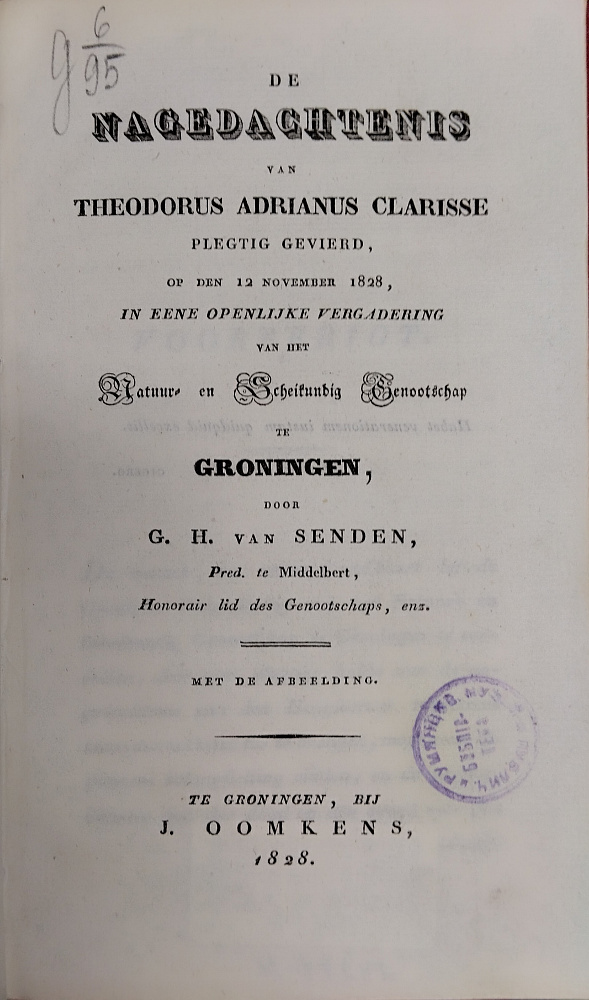 g 6/95
DE
NAGEDACHTENIS
VAN
THEODORUS ADRIANUS CLARISSE
PLEGTIG GEVIERD,
OP DEN 12 NOVEMBER 1828,
IN EENE OPENLIJKE VERGADERING
VAN HET
Natuur- en Scheikundig Genootschap
TE
GRONINGEN,
DOOR
G. H. VAN SENDEN,
Pred. te Middelbert,
Honorair lid des Genootschaps, enz.
MET DE AFBEELDING.
TE GRONINGEN, BIJ
J. OOMKENS,
1828.